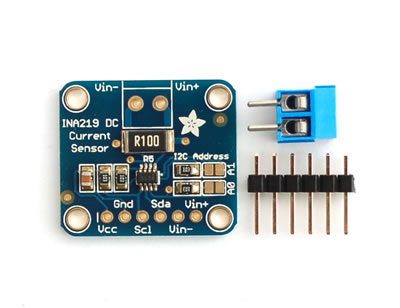 Vin- Vin+
INA219 DC
Current
Sensor
R100
R5
I2C Address
A1
A0
Gnd Sda Vin+
Vcc Scl Vin-